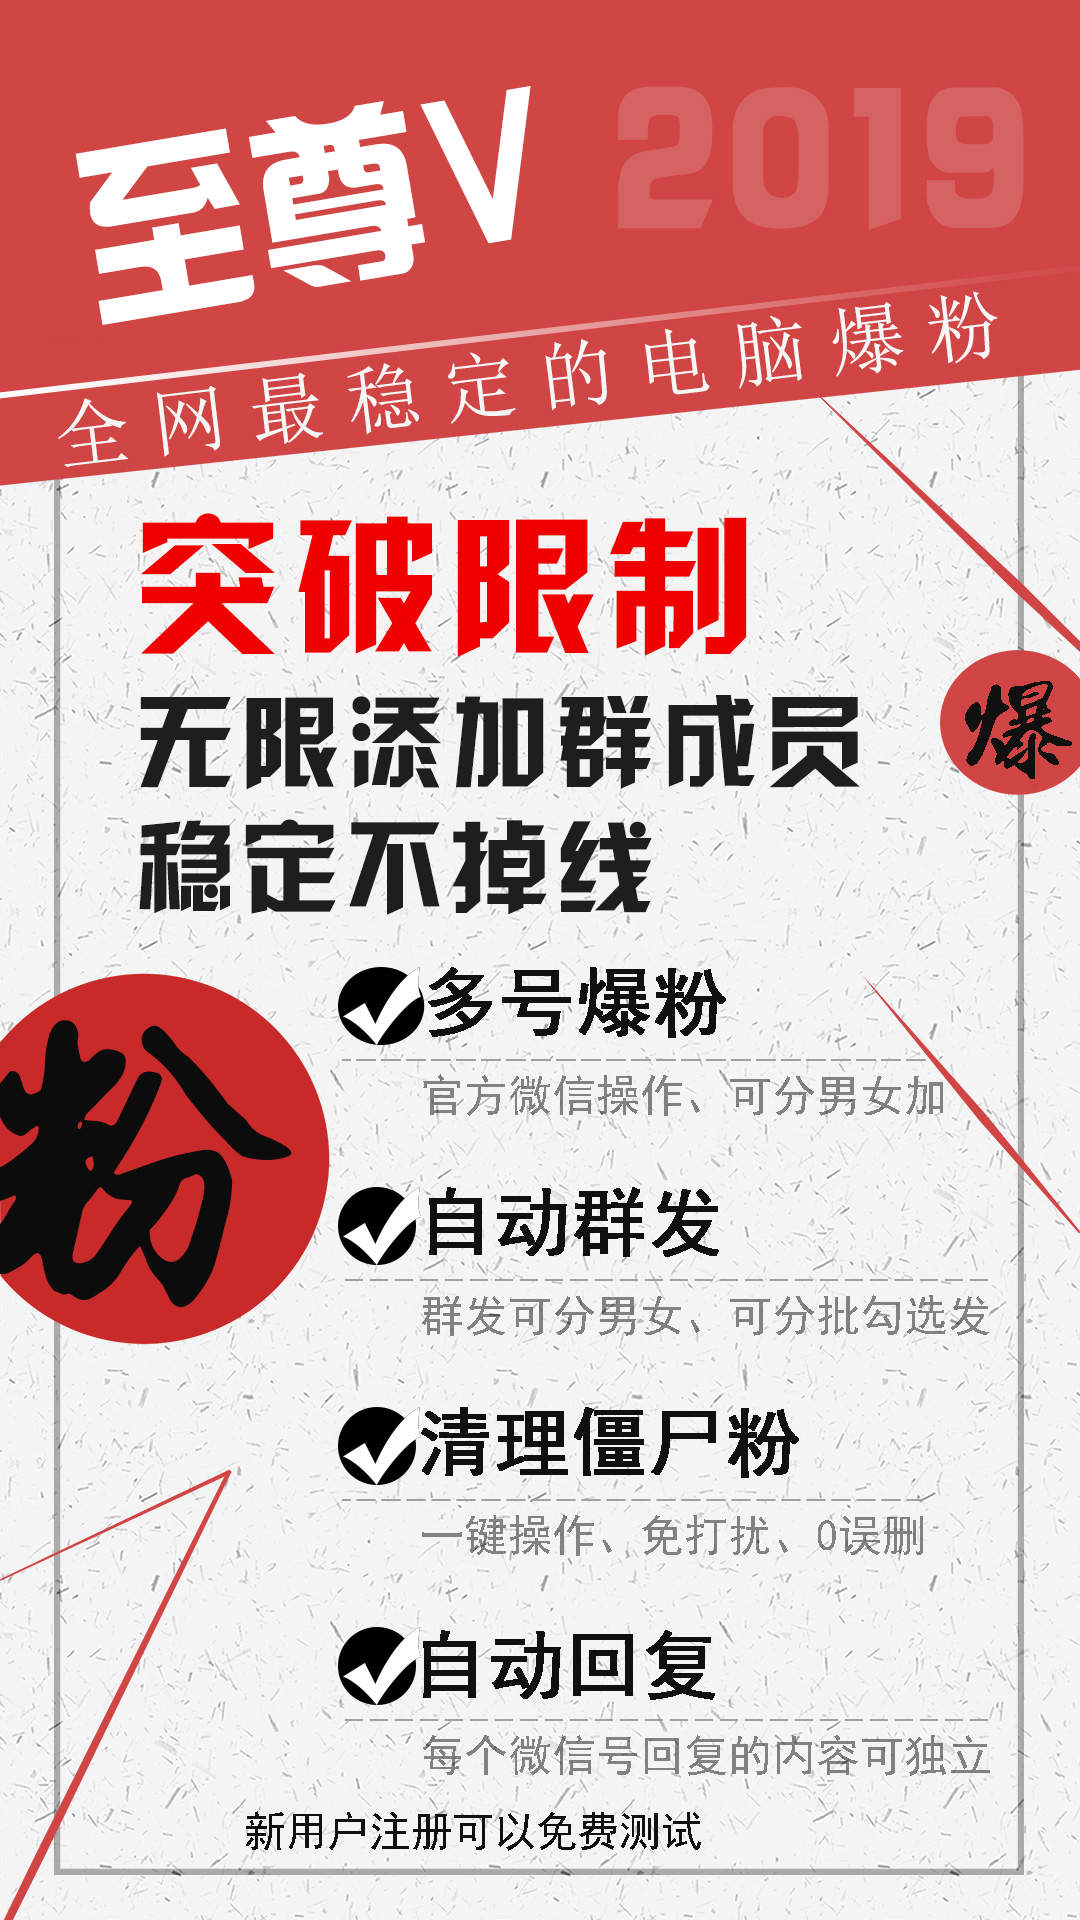 至尊V
2019
全网最稳定的电脑爆粉
突破限制
无限添加群成员
稳定不掉线
爆
粉
多号爆粉
官方微信操作、可分男女加
自动群发
群发可分男女、可分批勾选发
清理僵尸粉
一键操作、免打扰、0误删
自动回复
每个微信号回复的内容可独立
新用户注册可以免费测试